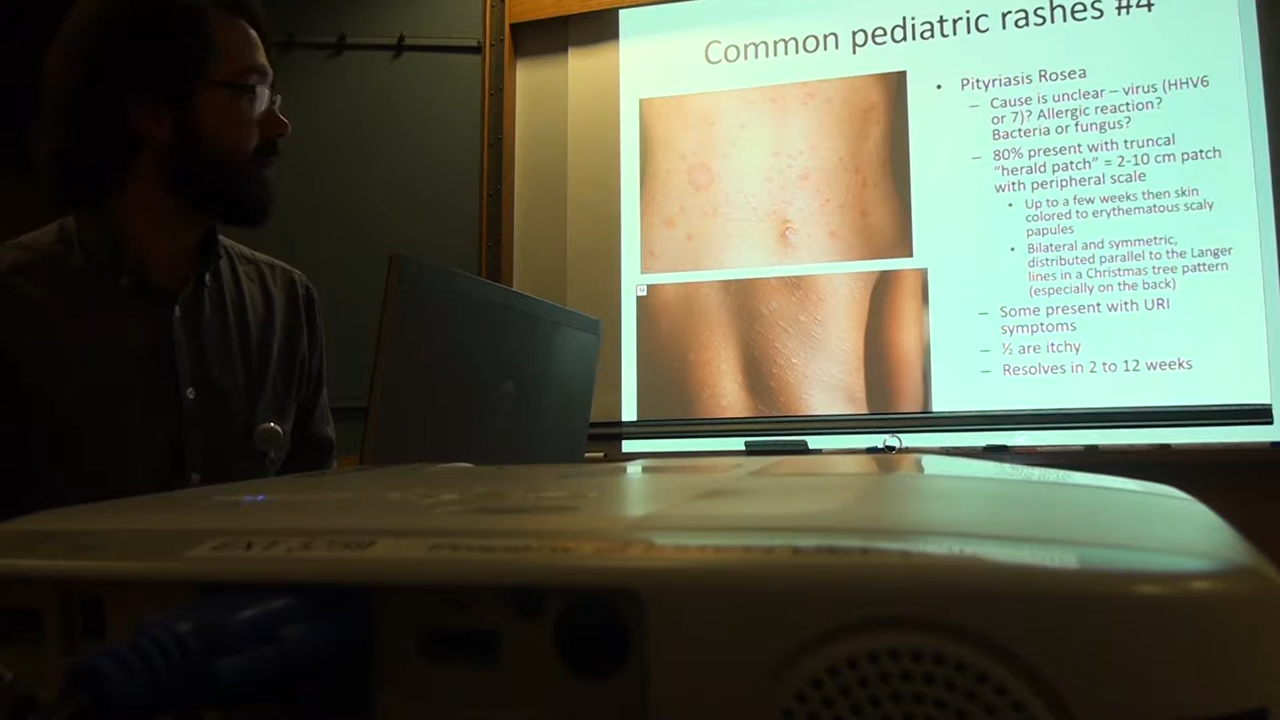 Common pediatric rashes #4
• Pityriasis Rosea
– Cause is unclear – virus (HHV6
or 7)? Allergic reaction?
Bacteria or fungus?
– 80% present with truncal
"herald patch" = 2-10 cm patch
with peripheral scale
• Up to a few weeks then skin
colored to erythematous scaly
papules
• Bilateral and symmetric,
distributed parallel to the Langer
lines in a Christmas tree pattern
(especially on the back)
– Some present with URI
symptoms
– ½ are itchy
– Resolves in 2 to 12 weeks